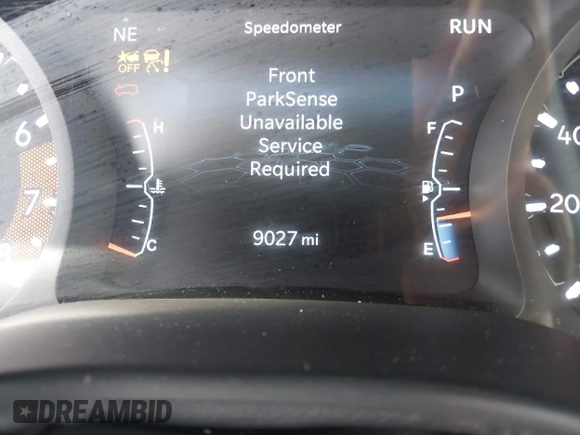 NE
Speedometer
RUN
OFF
!
Front
ParkSense
Unavailable
Service
Required
P
H
F
6
40
7
20
C
E
9027 mi
DREAMBID